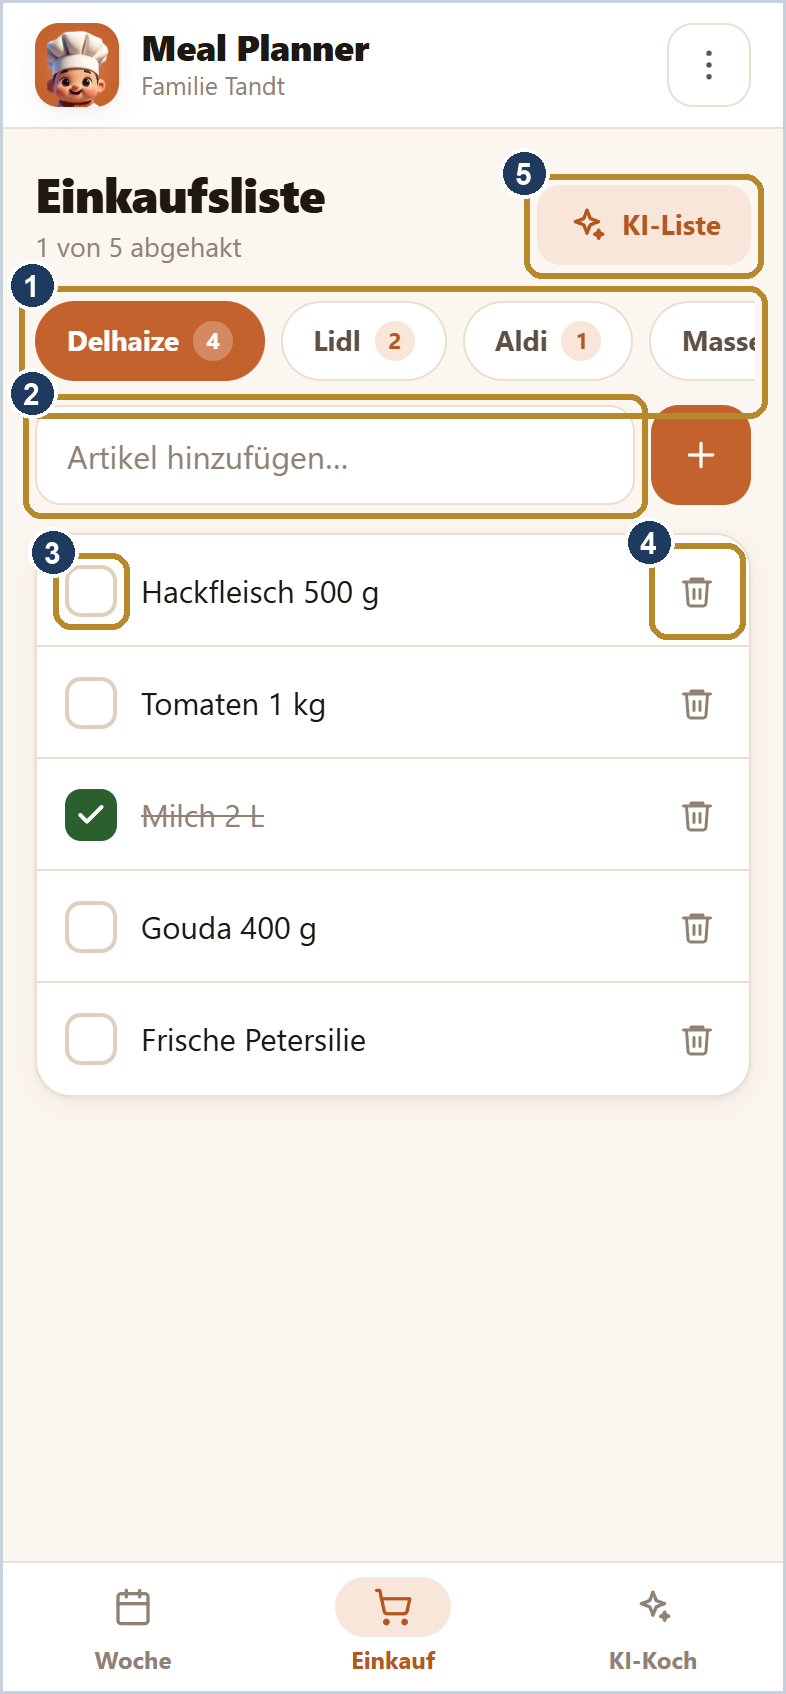 Meal Planner
Familie Tandt
Einkaufsliste
1 von 5 abgehakt
5
KI-Liste
1
Delhaize 4 Lidl 2 Aldi 1 Masse
2
Artikel hinzufügen...
3
4
Hackfleisch 500 g
Tomaten 1 kg
Milch 2 L
Gouda 400 g
Frische Petersilie
Woche Einkauf KI-Koch